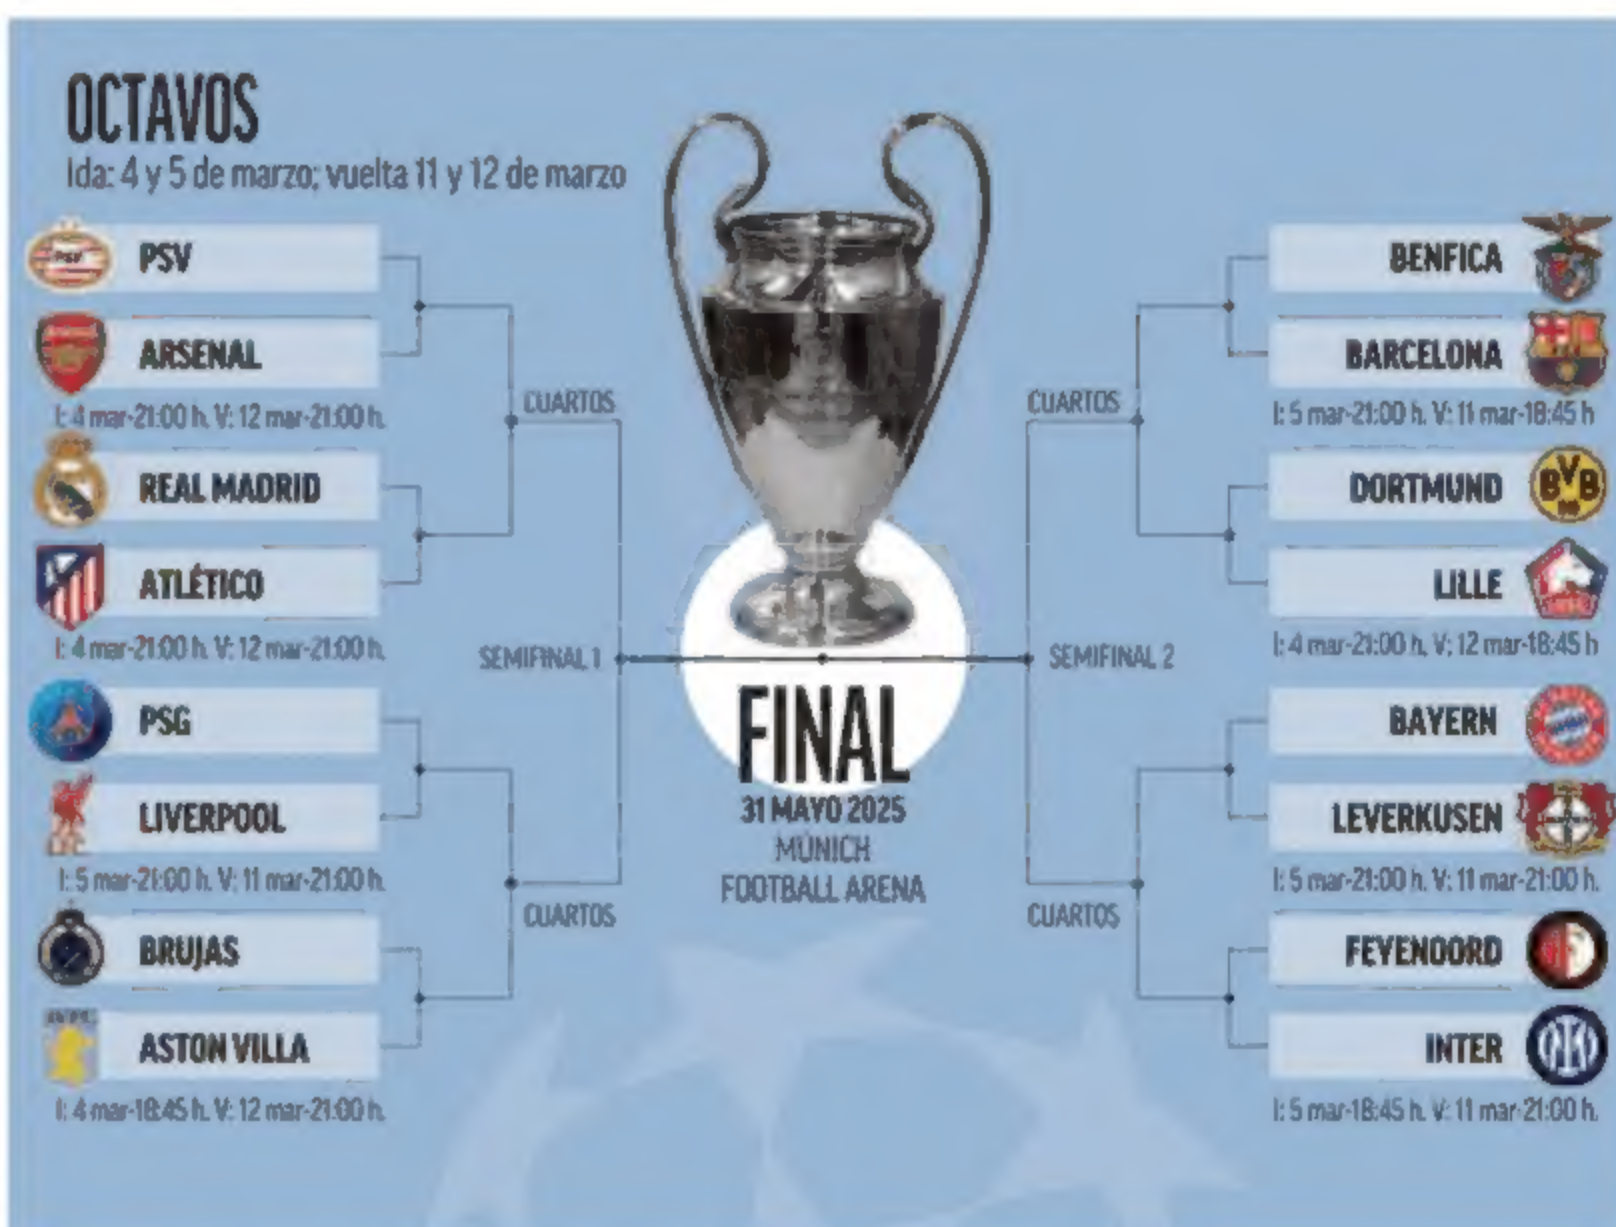 OCTAVOS
Ida: 4 y 5 de marzo; vuelta 11 y 12 de marzo
PSV
PSV
ARSENAL
I: 4 mar-21:00 h. V: 12 mar-21:00 h.
REAL MADRID
ATLÉTICO
I: 4 mar-21:00 h. V: 12 mar-21:00 h.
PSG
LIVERPOOL
I: 5 mar-21:00 h. V: 11 mar-21:00 h.
BRUJAS
ASTON VILLA
I: 4 mar-18:45 h. V: 12 mar-21:00 h.
CUARTOS
SEMIFINAL 1
CUARTOS
FINAL
31 MAYO 2025
MÚNICH
FOOTBALL ARENA
CUARTOS
SEMIFINAL 2
CUARTOS
BENFICA
BARCELONA
I: 5 mar-21:00 h. V: 11 mar-18:45 h
DORTMUND
BVB
09
LILLE
I: 4 mar-21:00 h. V: 12 mar-18:45 h
BAYERN
LEVERKUSEN
I: 5 mar-21:00 h. V: 11 mar-21:00 h.
FEYENOORD
INTER
I: 5 mar-18:45 h. V: 11 mar-21:00 h.